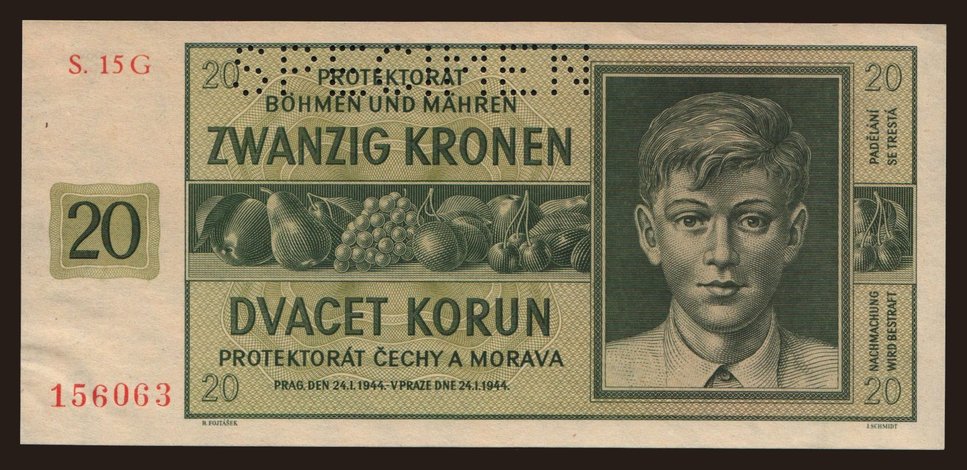 S. 15 G
SPECIMEN
20
PROTEKTORAT
BÖHMEN UND MÄHREN
ZWANZIG KRONEN
20
DVACET KORUN
PROTEKTORÁT ČECHY A MORAVA
20
PRAG, DEN 24.I.1944.-V PRAZE DNE 24.I.1944.
156063
20
PADĚLÁNÍ
SE TRESTÁ
NACHMACHUNG
WIRD BESTRAFT
20
R. FOJTAŠEK
J. SCHMIDT